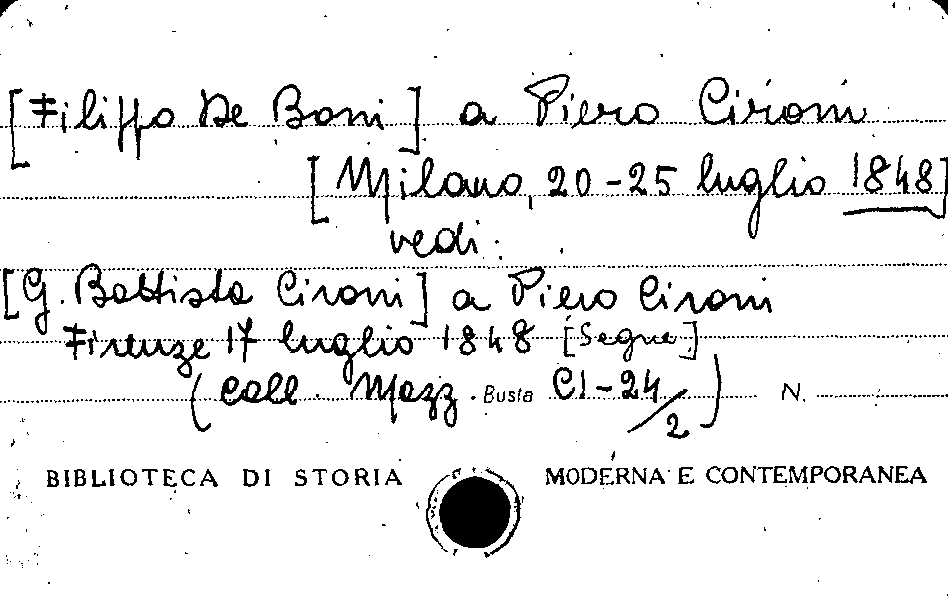 [Filippo De Boni] a Piero Cironi
[Milano, 20-25 luglio 1848]
vedi:
[G. Battista Cironi] a Piero Cironi
Firenze 17 luglio 1848 [Segue]
(Coll. Mazz. Busta CI-24/2) N.
BIBLIOTECA DI STORIA MODERNA E CONTEMPORANEA